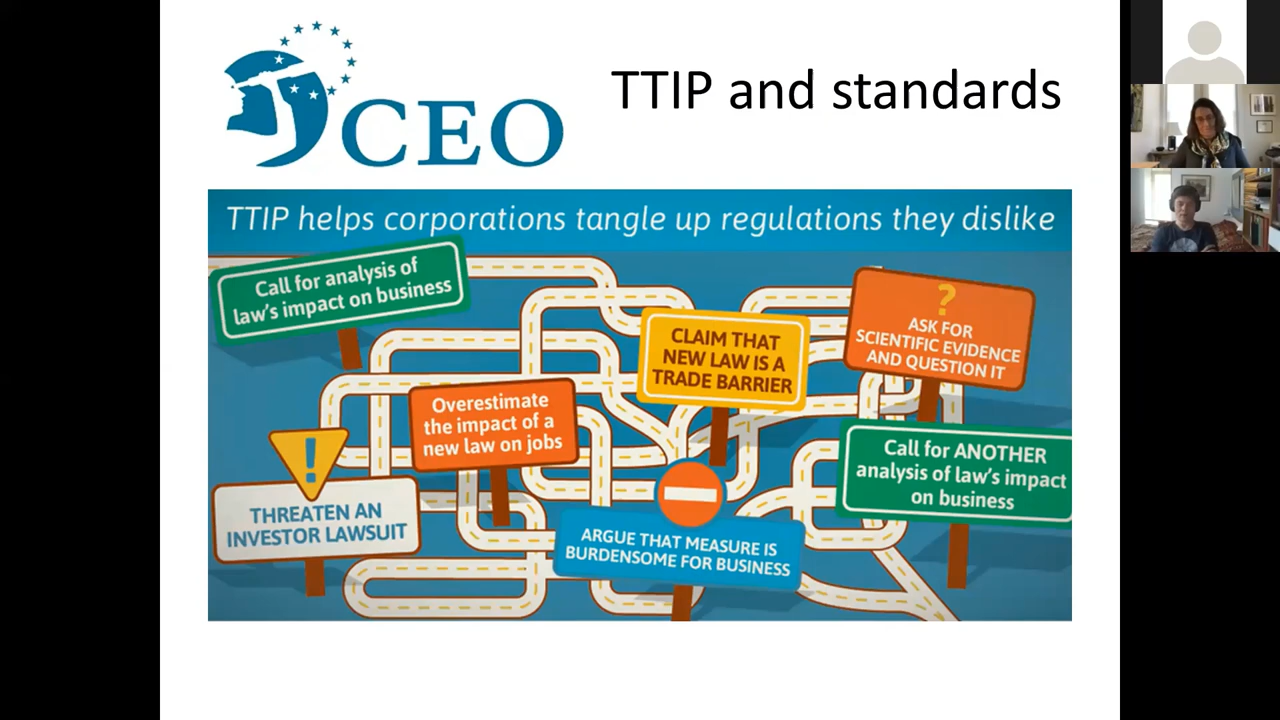 CEO
TTIP and standards
TTIP helps corporations tangle up regulations they dislike
Call for analysis of
law's impact on business
CLAIM THAT
NEW LAW IS A
TRADE BARRIER
?
ASK FOR
SCIENTIFIC EVIDENCE
AND QUESTION IT
Overestimate
the impact of a
new law on jobs
!
THREATEN AN
INVESTOR LAWSUIT
ARGUE THAT MEASURE IS
BURDENSOME FOR BUSINESS
Call for ANOTHER
analysis of law's impact
on business